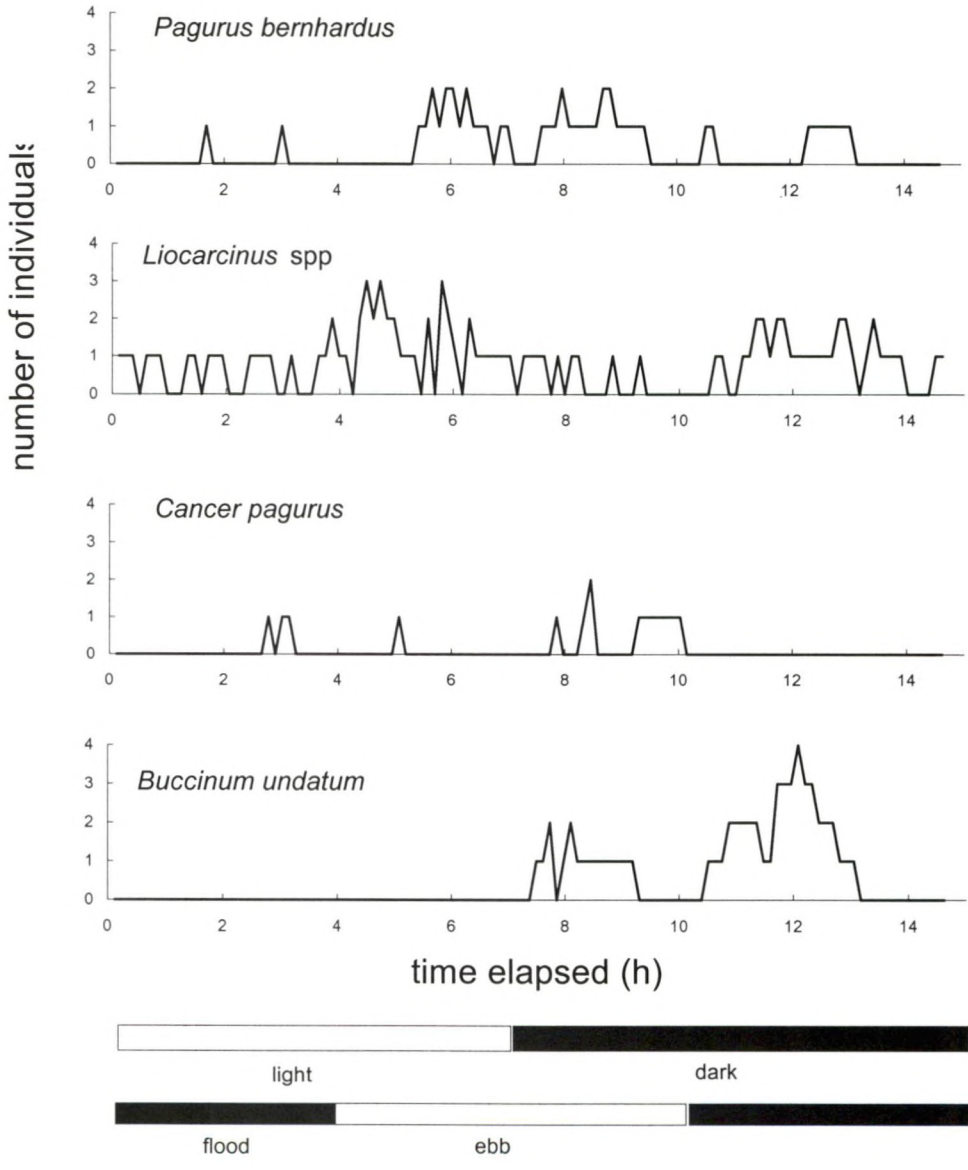 number of individuals
Pagurus bernhardus
4
3
2
1
0
0 2 4 6 8 10 12 14
Liocarcinus spp
4
3
2
1
0
0 2 4 6 8 10 12 14
Cancer pagurus
4
3
2
1
0
0 2 4 6 8 10 12 14
Buccinum undatum
4
3
2
1
0
0 2 4 6 8 10 12 14
time elapsed (h)
light dark
flood ebb